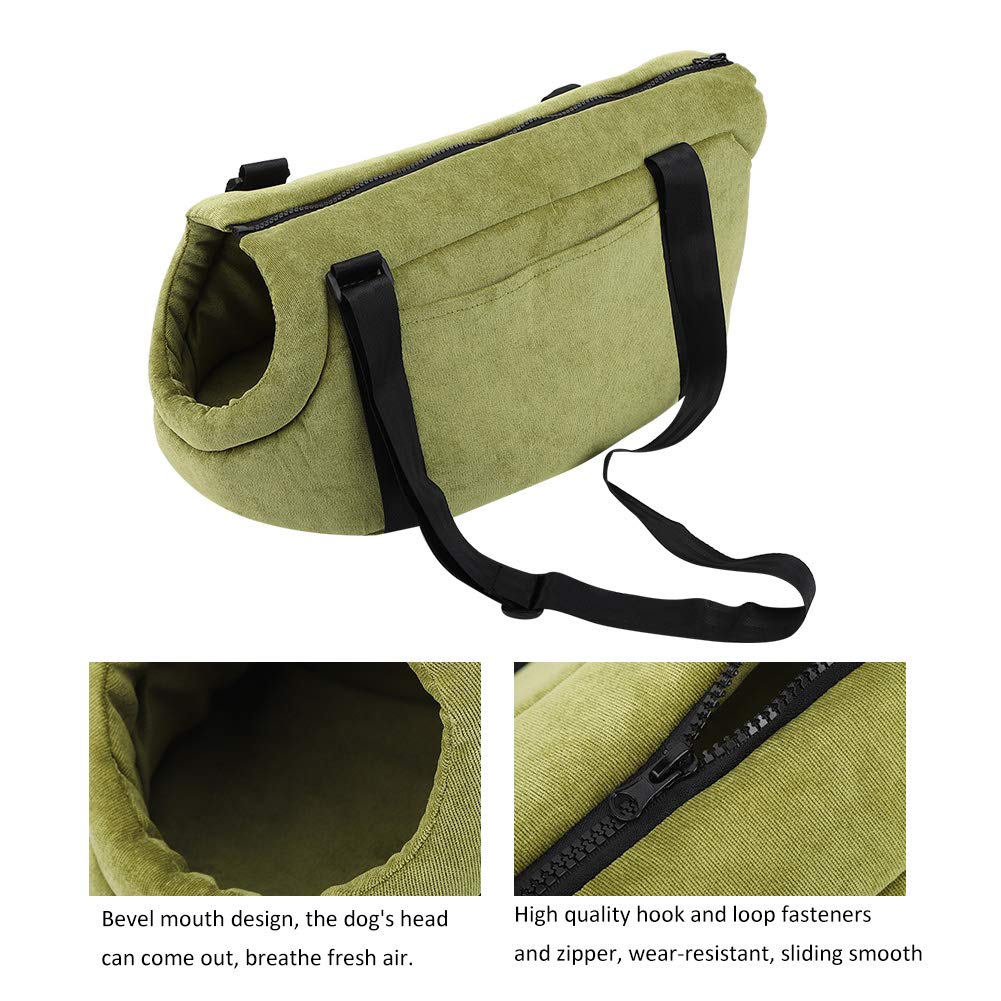 Bevel mouth design, the dog's head
can come out, breathe fresh air.
High quality hook and loop fasteners
and zipper, wear-resistant, sliding smooth